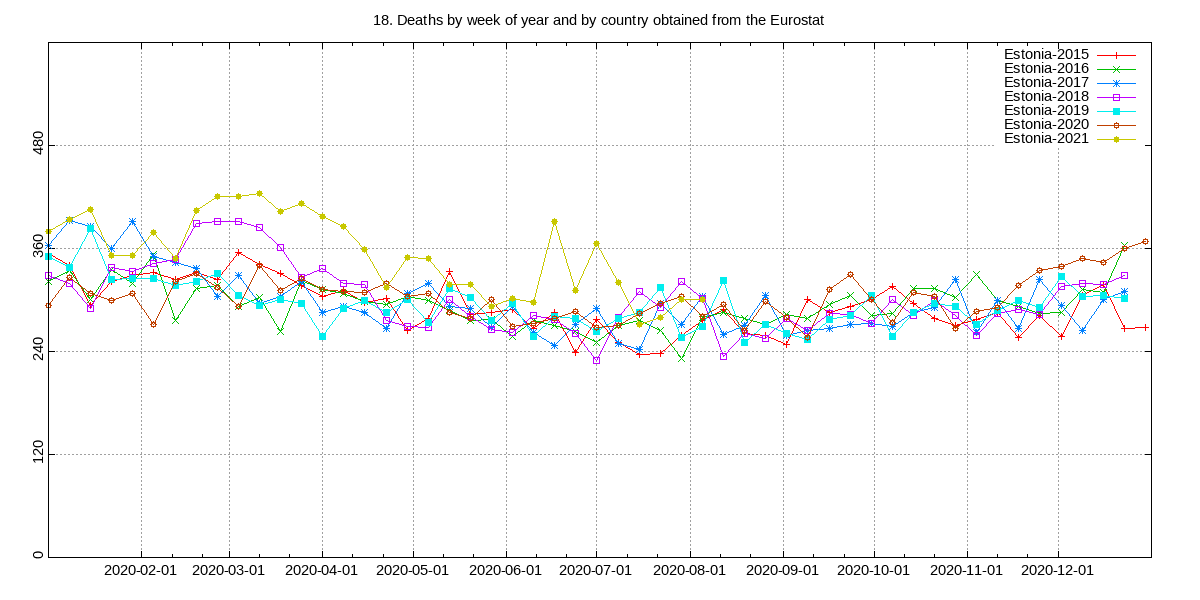 18. Deaths by week of year and by country obtained from the Eurostat
Estonia-2015
Estonia-2016
Estonia-2017
Estonia-2018
Estonia-2019
Estonia-2020
Estonia-2021
480
360
240
120
0
2020-02-01 2020-03-01 2020-04-01 2020-05-01 2020-06-01 2020-07-01 2020-08-01 2020-09-01 2020-10-01 2020-11-01 2020-12-01